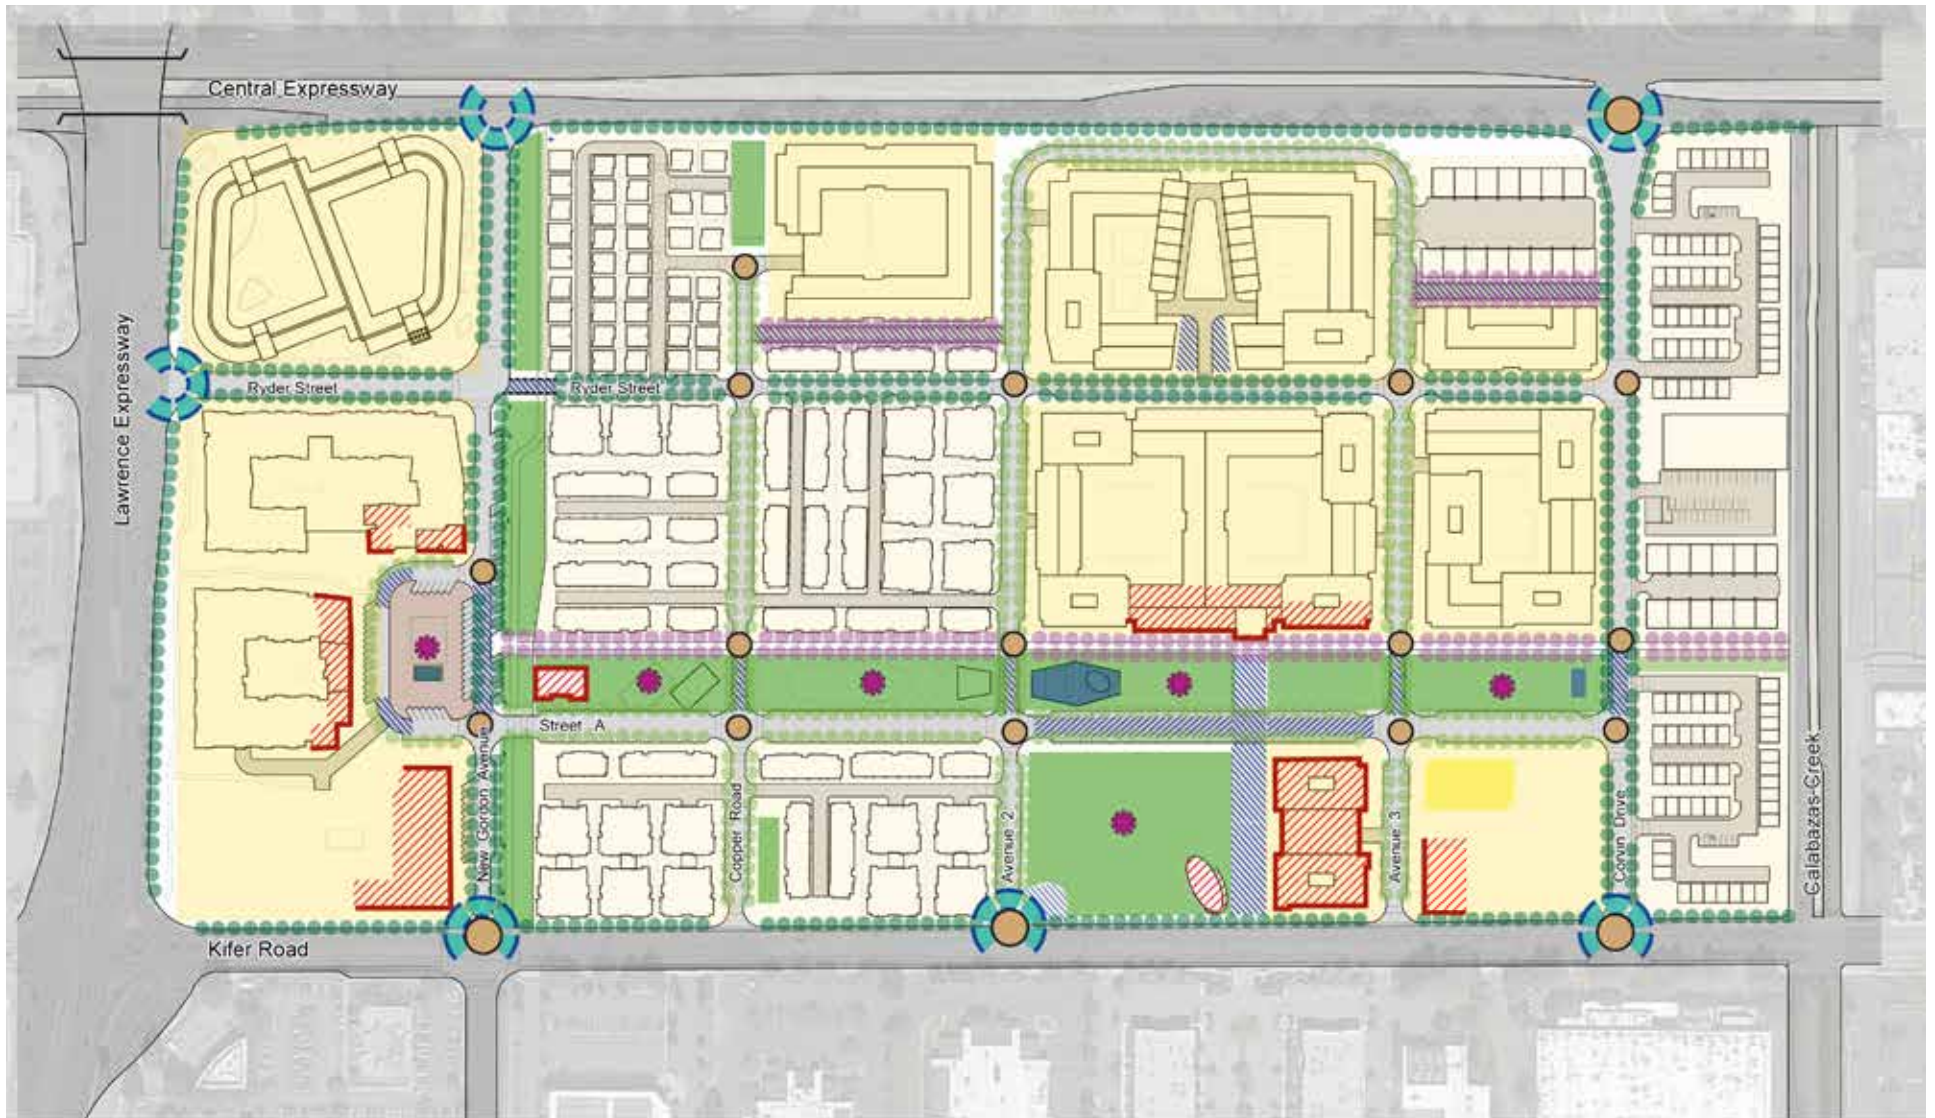 Central Expressway
Lawrence Expressway
Ryder Street
Ryder Street
Street A
New Gordon Avenue
Copper Road
Avenue 2
Avenue 3
Corvin Drive
Calabazas Creek
Kifer Road